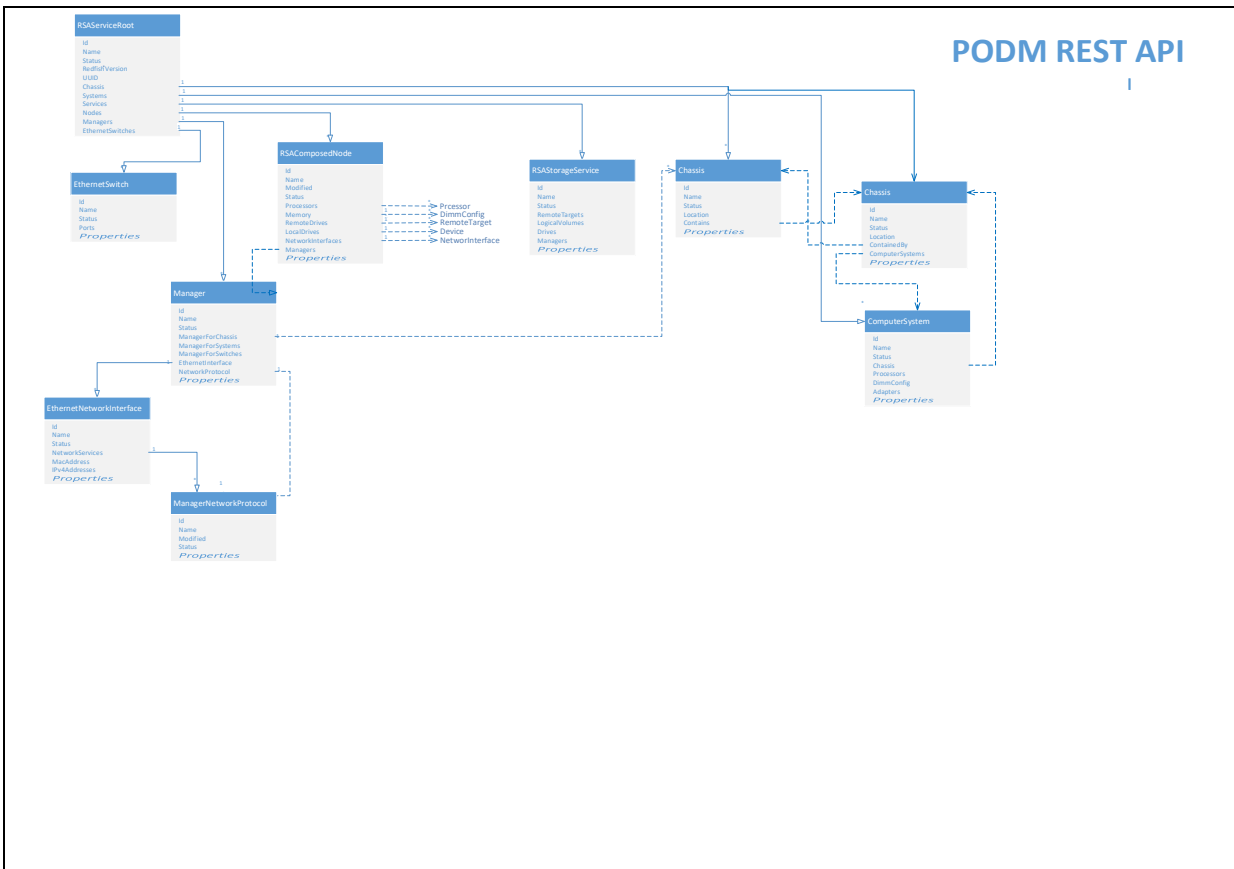 PODM REST API
RSAServiceRoot
Id
Name
Status
UUID
Chassis
Systems
Services
Nodes
Managers
EthernetSwitches
EthernetSwitch
Id
Name
Status
Ports
Properties
RSAComposedNode
Id
Name
Modified
Status
Processors
Memory
RemoteDrives
LocalDrives
NetworkInterfaces
Managers
Properties
Prcessor
DimmConfig
RemoteTarget
Device
NetworInterface
RSAStorageService
Id
Name
Status
RemoteTargets
LogicalVolumes
Drives
Managers
Properties
Chassis
Id
Name
Status
Location
Contains
Properties
Chassis
Id
Name
Status
Location
ContainedBy
ComputerSystems
Properties
Manager
Id
Name
Status
ManagerForChassis
ManagerForSystems
ManagerForSwitches
EthernetInterface
NetworkProtocol
Properties
ComputerSystem
Id
Name
Status
Chassis
Processors
DimmConfig
Adapters
Properties
EthernetNetworkInterface
Id
Name
Status
NetworkServices
MacAddress
IPv4Addresses
Properties
ManagerNetworkProtocol
Id
Name
Modified
Status
Properties